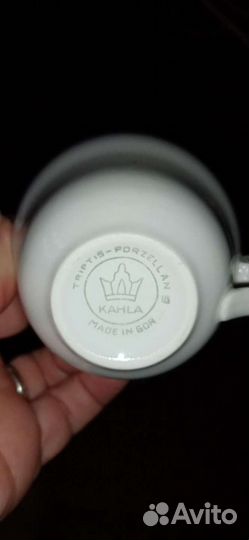 TRIPTIS-PORZELLAN
KAHLA
MADE IN GDR
Avito